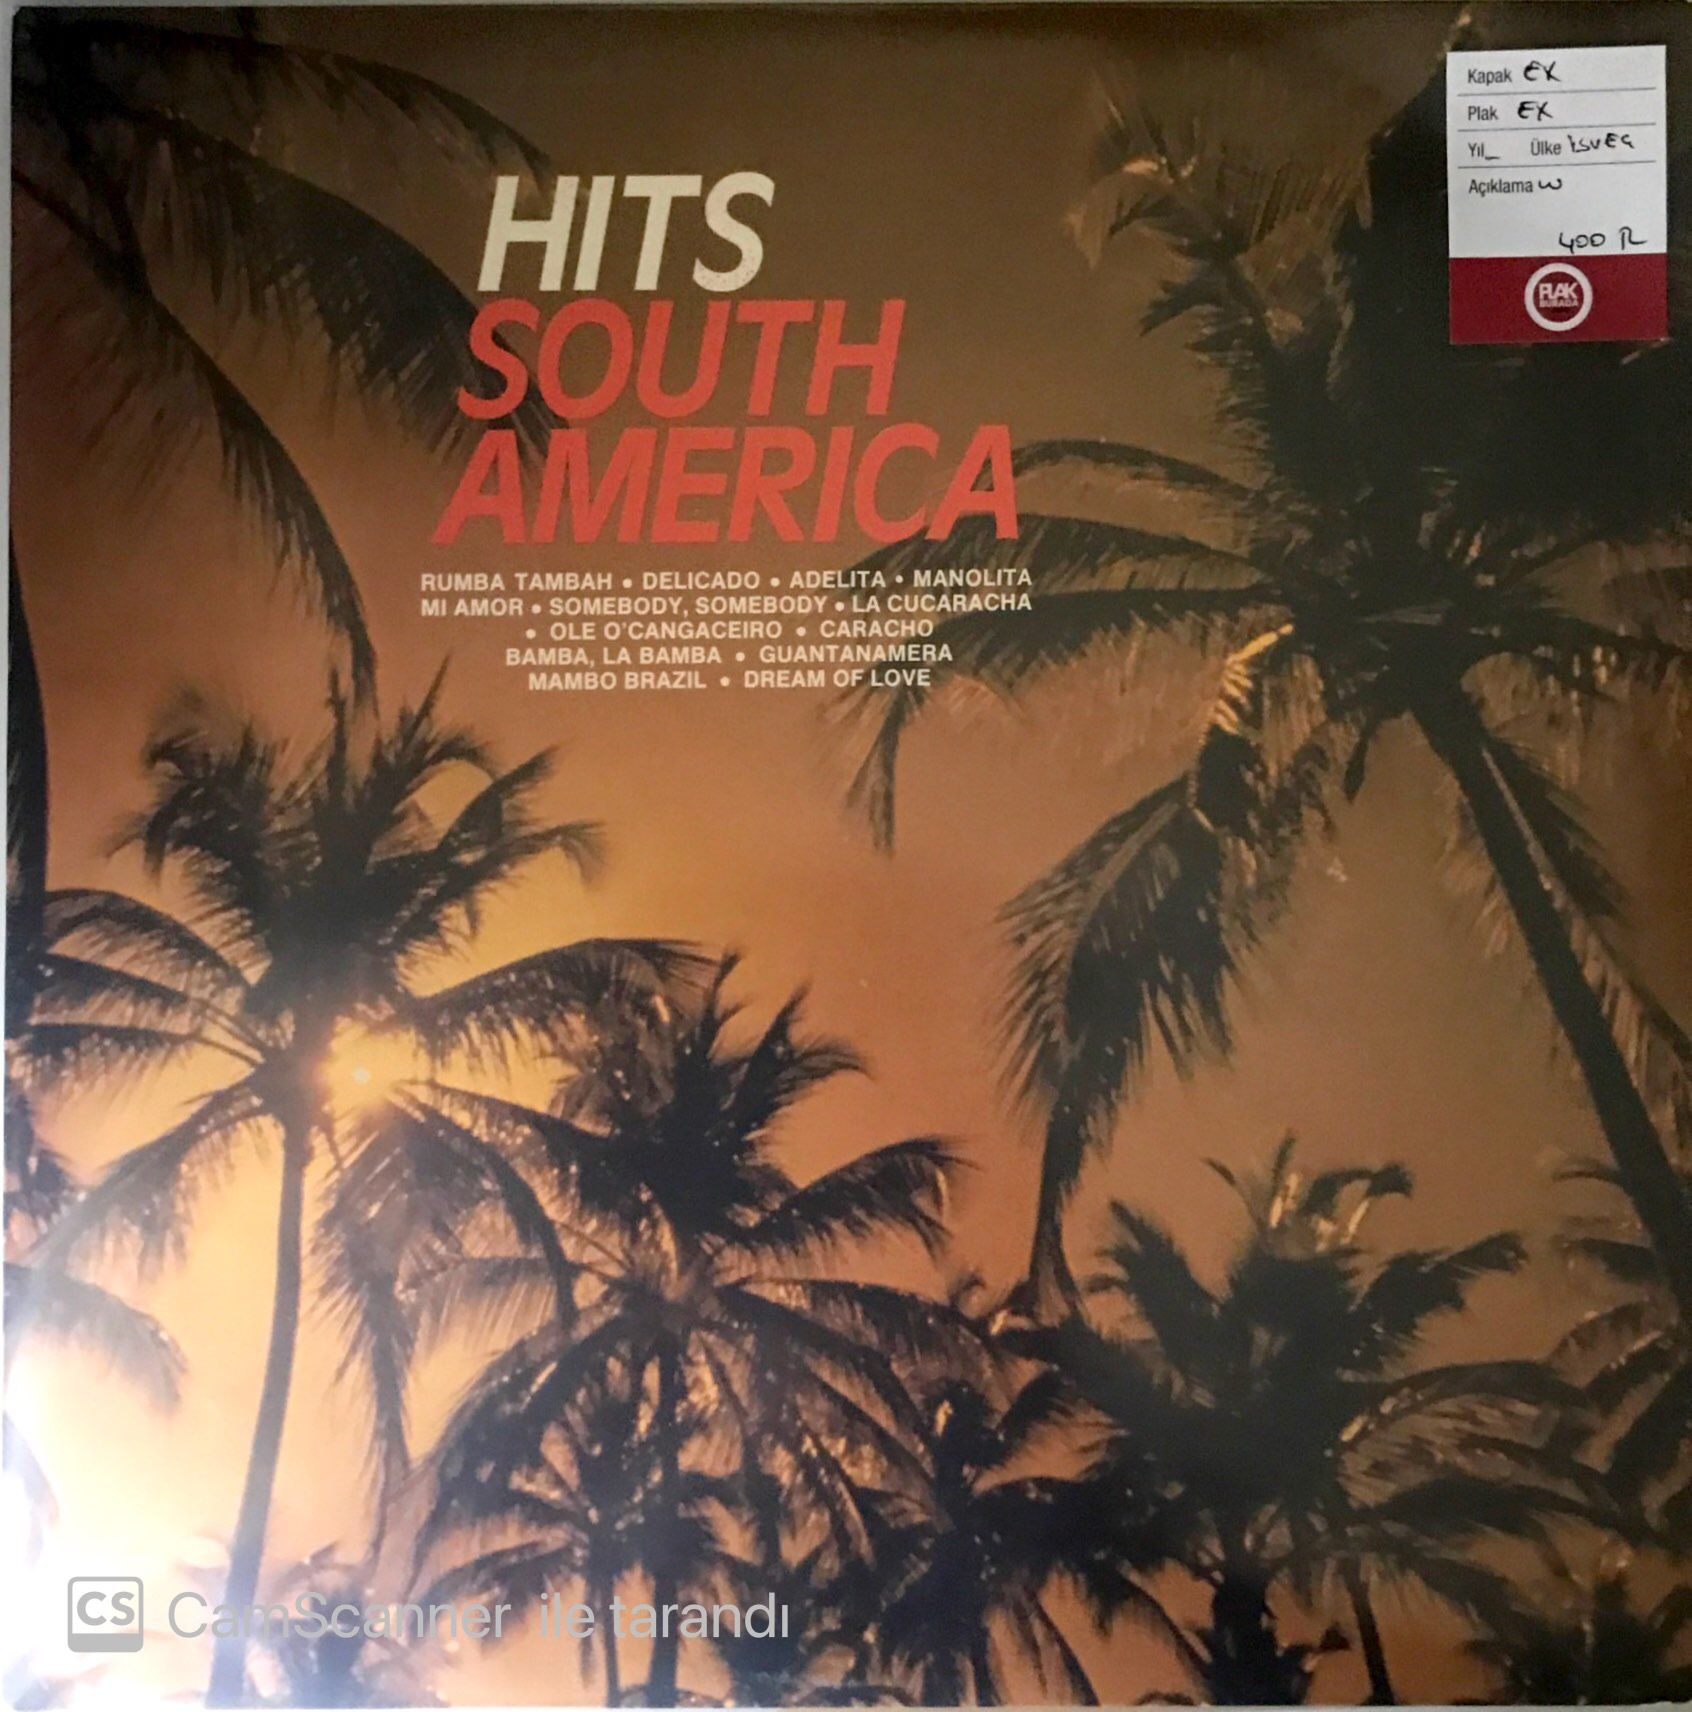 HITS
SOUTH
AMERICA
RUMBA TAMBAH • DELICADO • ADELITA • MANOLITA
MI AMOR • SOMEBODY, SOMEBODY • LA CUCARACHA
• OLE O'CANGACEIRO • CARACHO
BAMBA, LA BAMBA • GUANTANAMERA
MAMBO BRAZIL • DREAM OF LOVE
Kapak EX
Plak EX
Yıl_ Ülke İSVEÇ
Açıklama
400 TL
PLAK
BURADA
CS CamScanner ile tarandı